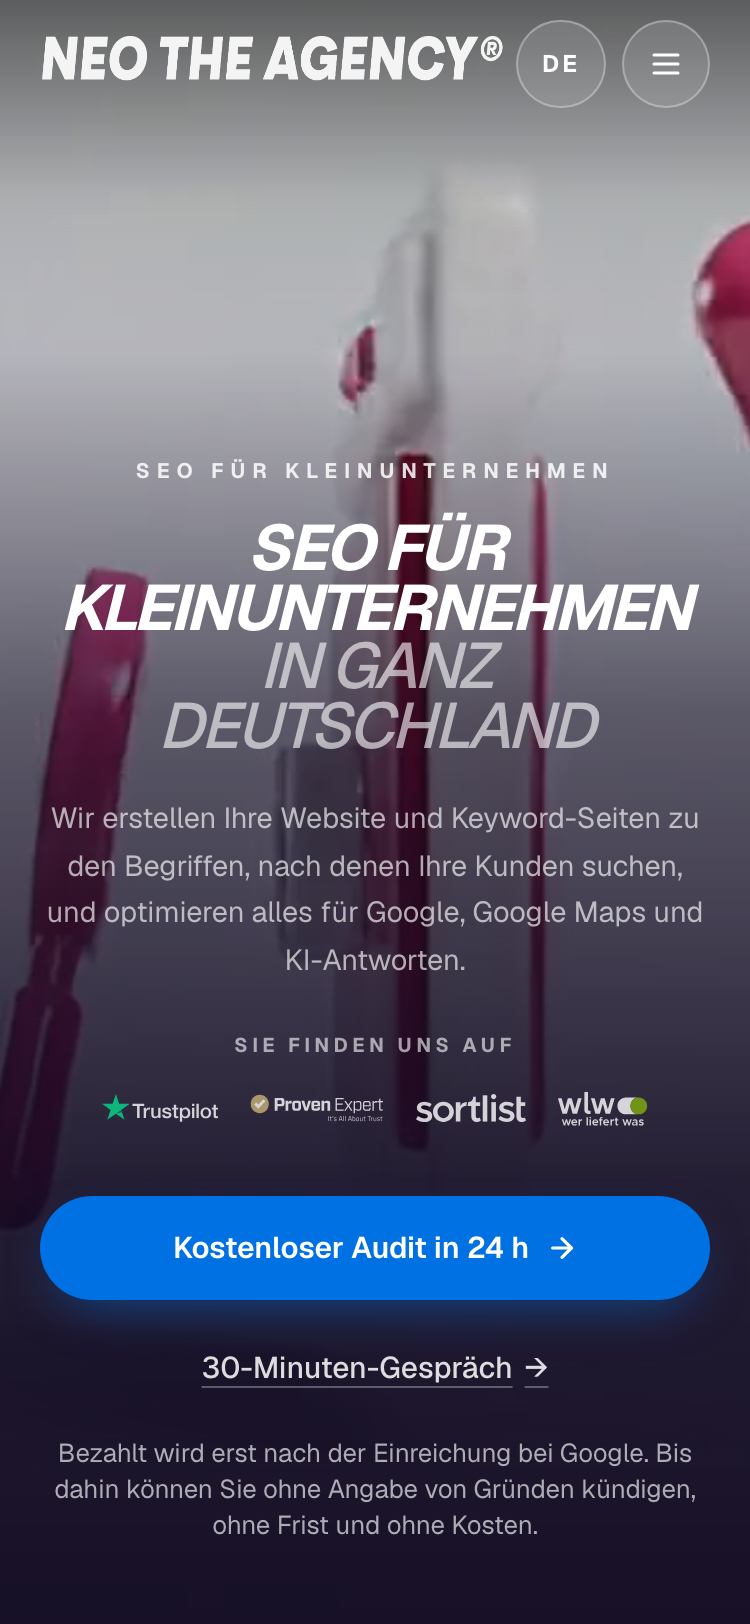 NEO THE AGENCY®
DE
SEO FÜR KLEINUNTERNEHMEN
SEO FÜR
KLEINUNTERNEHMEN
IN GANZ
DEUTSCHLAND
Wir erstellen Ihre Website und Keyword-Seiten zu
den Begriffen, nach denen Ihre Kunden suchen,
und optimieren alles für Google, Google Maps und
KI-Antworten.
SIE FINDEN UNS AUF
Trustpilot
Proven Expert
It's All About Trust
sortlist
wlw
wer liefert was
Kostenloser Audit in 24 h →
30-Minuten-Gespräch →
Bezahlt wird erst nach der Einreichung bei Google. Bis
dahin können Sie ohne Angabe von Gründen kündigen,
ohne Frist und ohne Kosten.